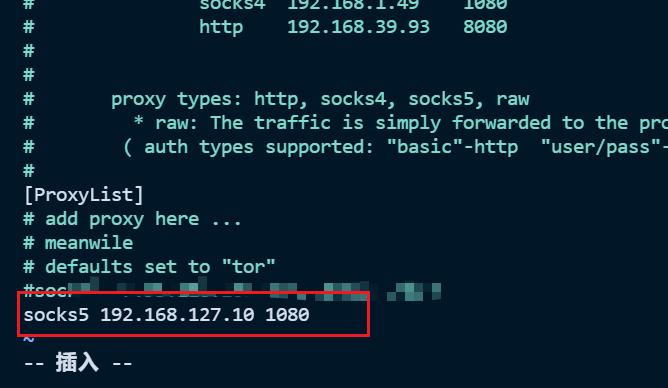 # socks4 192.168.1.49 1080
# http 192.168.39.93 8080
#
#
# proxy types: http, socks4, socks5, raw
# * raw: The traffic is simply forwarded to the pro
# ( auth types supported: "basic"-http "user/pass"-
#
[ProxyList]
# add proxy here ...
# meanwile
# defaults set to "tor"
socks5 192.168.127.10 1080
~
-- 插入 --